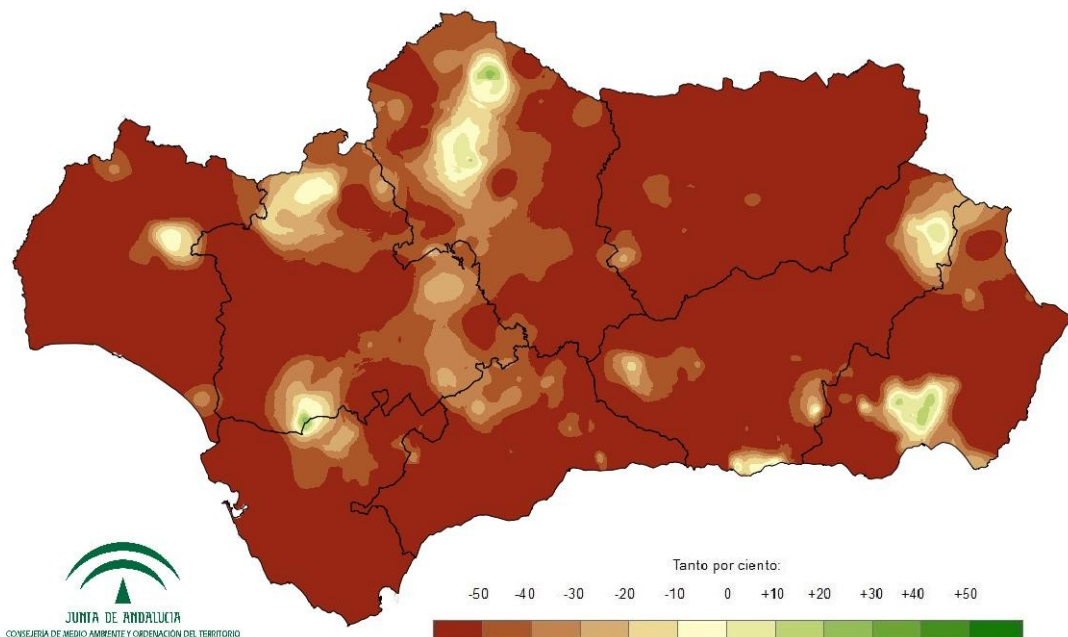 Tanto por ciento:
-50 -40 -30 -20 -10 0 +10 +20 +30 +40 +50
JUNTA DE ANDALUCIA
CONSEJERÍA DE MEDIO AMBIENTE Y ORDENACIÓN DEL TERRITORIO